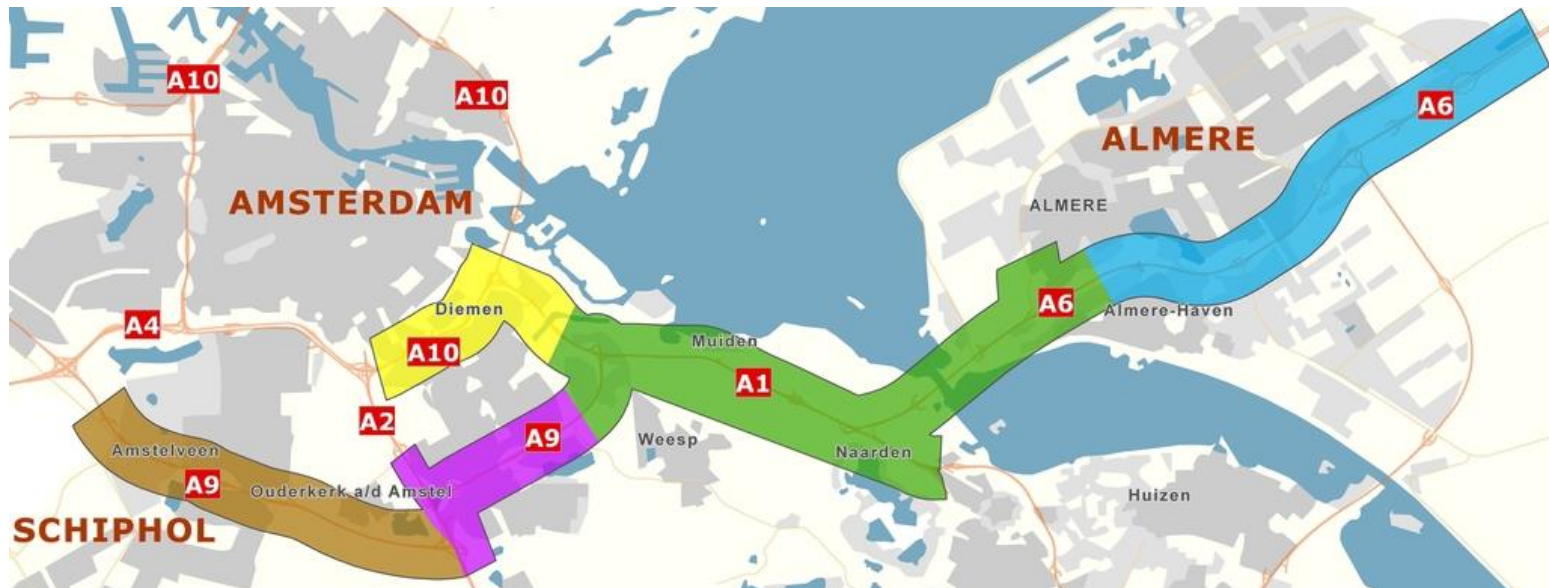 A10
A10
A6
ALMERE
AMSTERDAM
ALMERE
A4
Diemen
A6
Almere-Haven
A10
Muiden
A1
A2
Amstelveen
A9
Weesp
Naarden
A9
Ouderkerk a/d Amstel
Huizen
SCHIPHOL